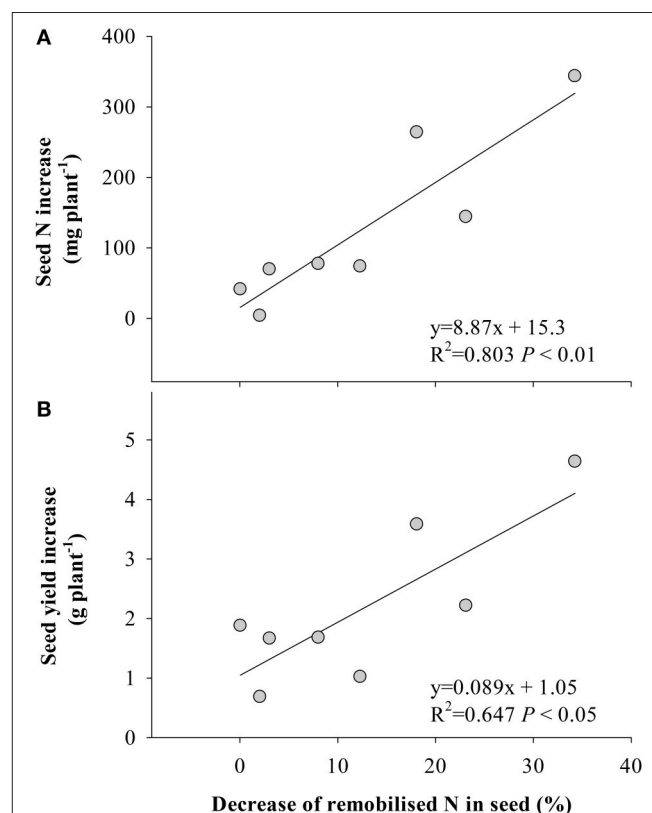 A
400
300
200
100
0
Seed N increase
(mg plant⁻¹)
y=8.87x + 15.3
R²=0.803 P < 0.01
B
5
4
3
2
1
0
Seed yield increase
(g plant⁻¹)
y=0.089x + 1.05
R²=0.647 P < 0.05
0 10 20 30 40
Decrease of remobilised N in seed (%)